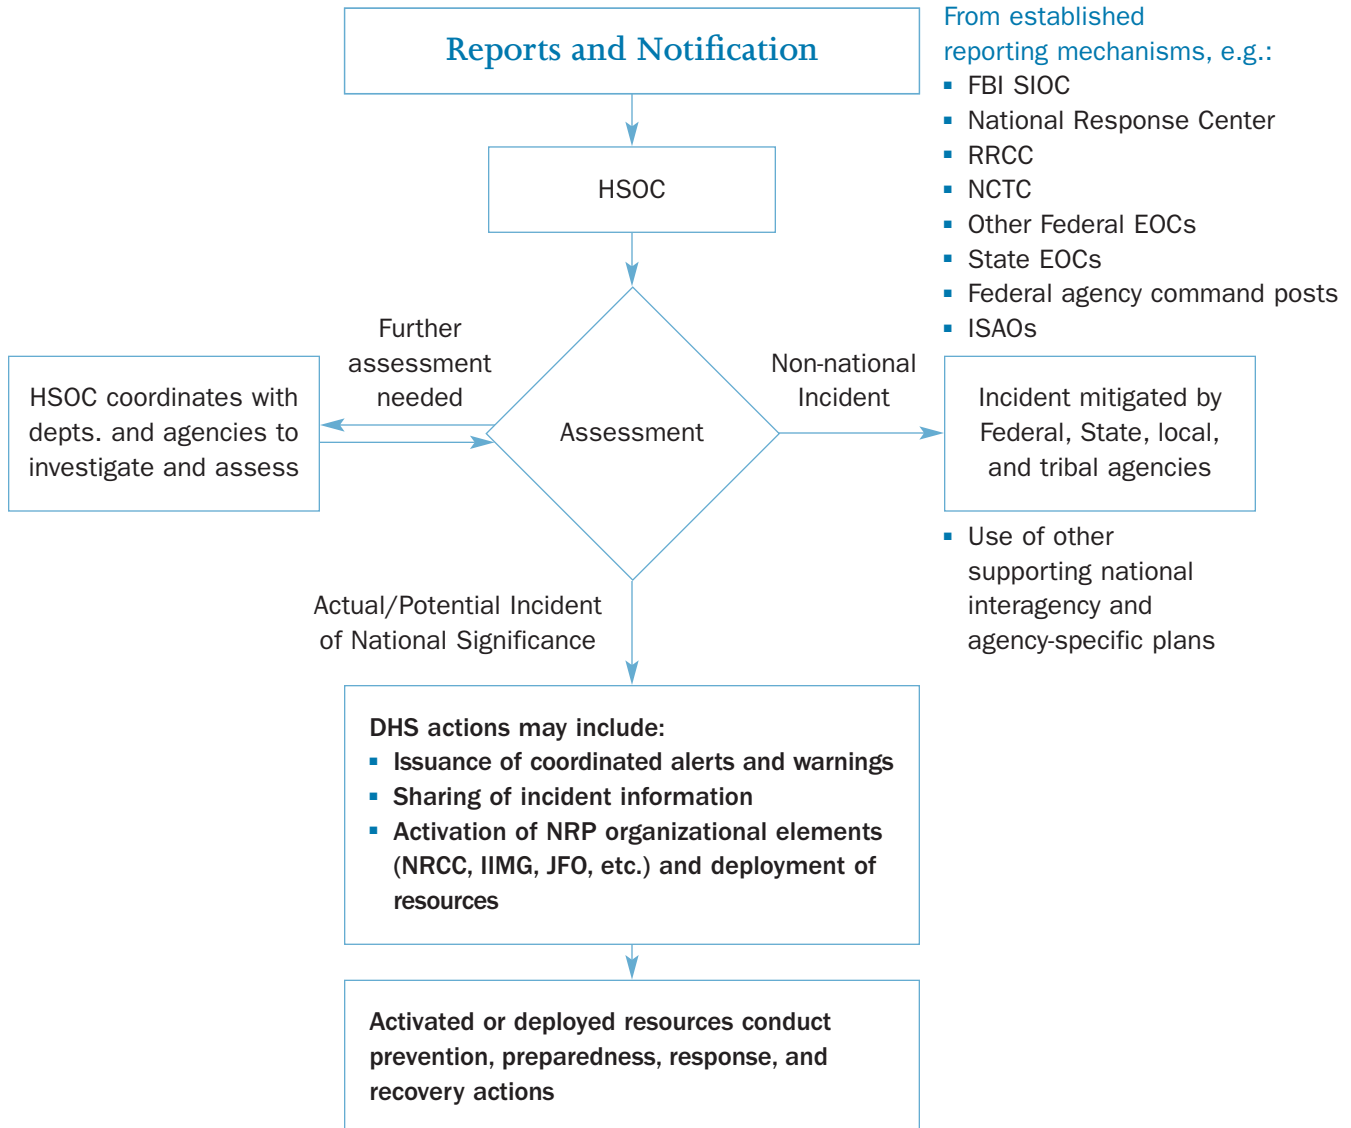 Reports and Notification
From established
reporting mechanisms, e.g.:
▪ FBI SIOC
▪ National Response Center
▪ RRCC
▪ NCTC
▪ Other Federal EOCs
▪ State EOCs
▪ Federal agency command posts
▪ ISAOs
HSOC
Further
assessment
needed
Non-national
Incident
HSOC coordinates with
depts. and agencies to
investigate and assess
Assessment
Incident mitigated by
Federal, State, local,
and tribal agencies
▪ Use of other
supporting national
interagency and
agency-specific plans
Actual/Potential Incident
of National Significance
DHS actions may include:
▪ Issuance of coordinated alerts and warnings
▪ Sharing of incident information
▪ Activation of NRP organizational elements
(NRCC, IIMG, JFO, etc.) and deployment of
resources
Activated or deployed resources conduct
prevention, preparedness, response, and
recovery actions